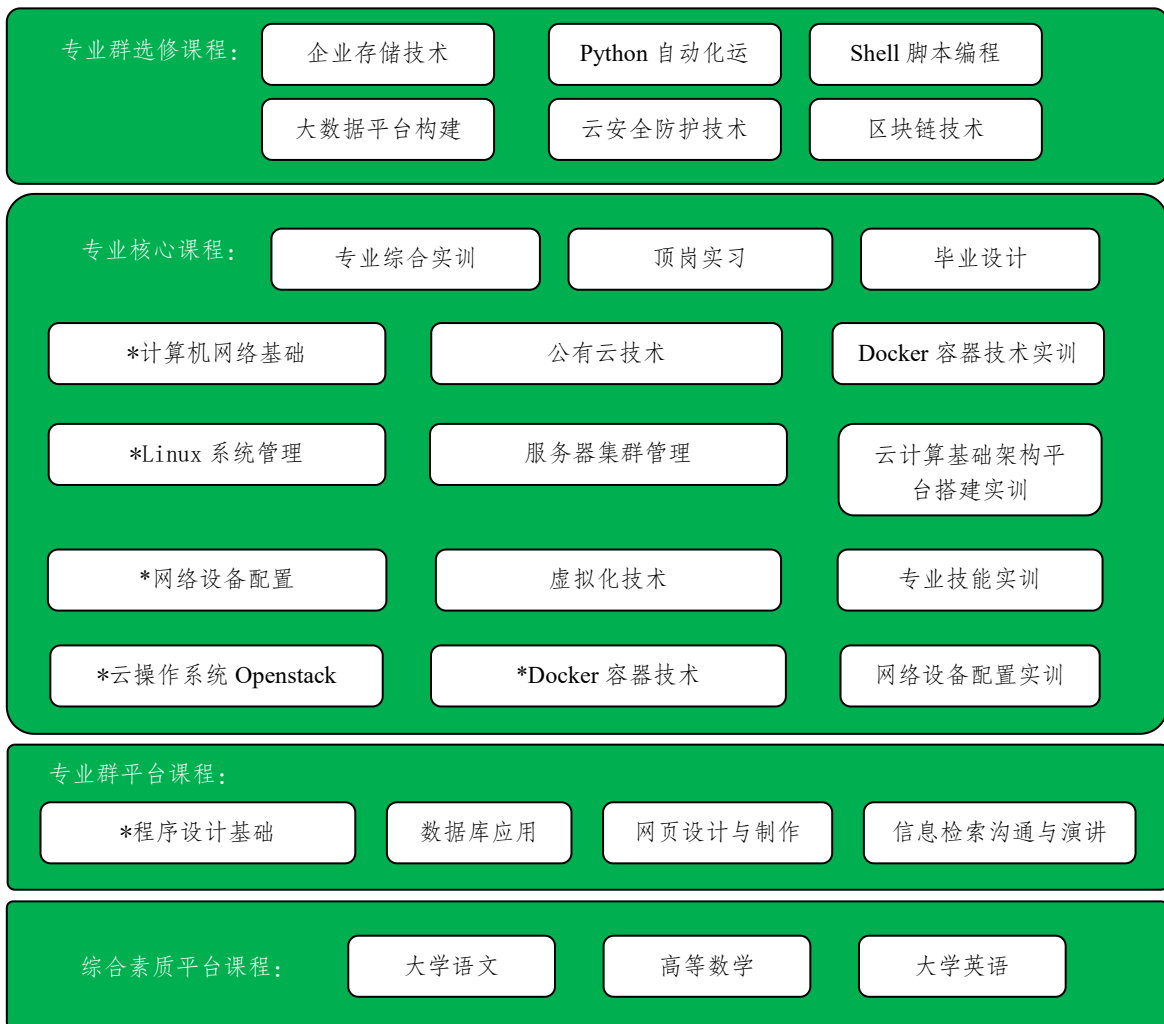 专业群选修课程：
企业存储技术
Python 自动化运
Shell 脚本编程
大数据平台构建
云安全防护技术
区块链技术
专业核心课程：
专业综合实训
顶岗实习
毕业设计
*计算机网络基础
公有云技术
Docker 容器技术实训
*Linux 系统管理
服务器集群管理
云计算基础架构平
台搭建实训
*网络设备配置
虚拟化技术
专业技能实训
*云操作系统 Openstack
*Docker 容器技术
网络设备配置实训
专业群平台课程：
*程序设计基础
数据库应用
网页设计与制作
信息检索沟通与演讲
综合素质平台课程：
大学语文
高等数学
大学英语